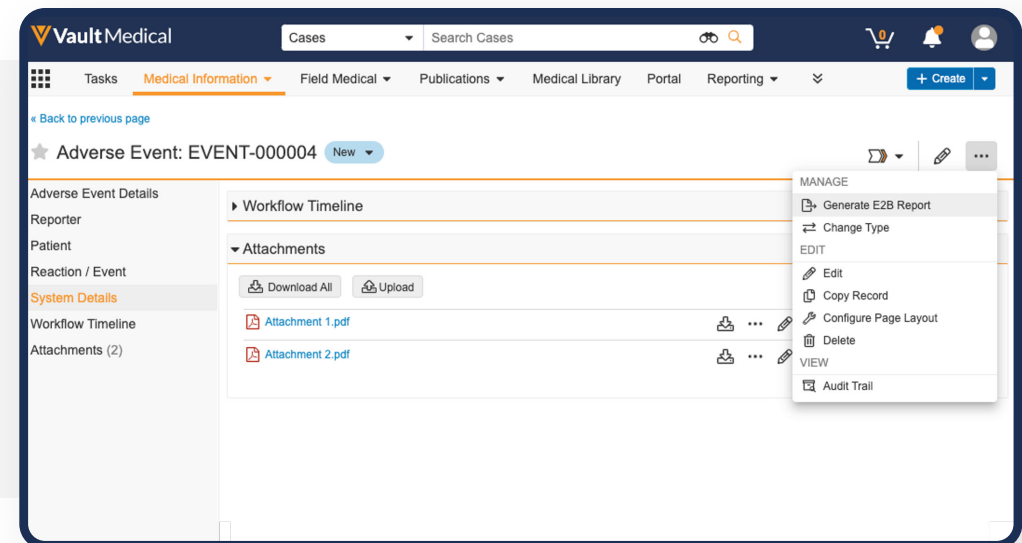 Vault Medical
Cases
Search Cases
0
Tasks
Medical Information
Field Medical
Publications
Medical Library
Portal
Reporting
+ Create
« Back to previous page
Adverse Event: EVENT-000004
New
Adverse Event Details
Reporter
Patient
Reaction / Event
System Details
Workflow Timeline
Attachments (2)
Workflow Timeline
Attachments
Download All
Upload
Attachment 1.pdf
Attachment 2.pdf
MANAGE
Generate E2B Report
Change Type
EDIT
Edit
Copy Record
Configure Page Layout
Delete
VIEW
Audit Trail